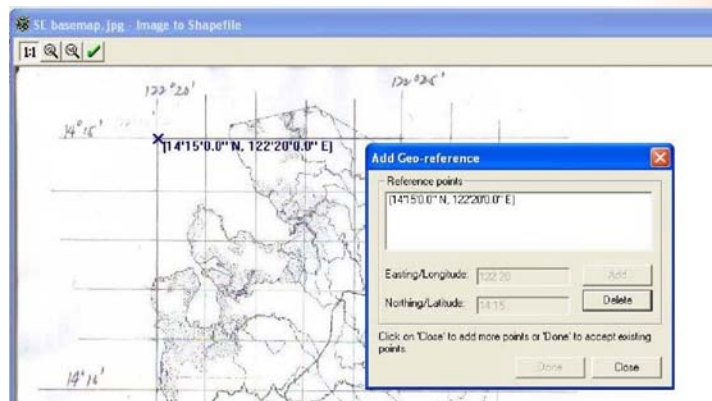 SL basemap.jpg - Image to Shapefile
1:1
122°20'
122°25'
14°15'
[14'15'0.0" N, 122'20'0.0" E]
Add Geo-reference
Reference points
[14'15'0.0" N, 122'20'0.0" E]
Easting/Longitude: 122:20
Add
Northing/Latitude: 14:15
Delete
Click on 'Close' to add more points or 'Done' to accept existing
points.
Done
Close